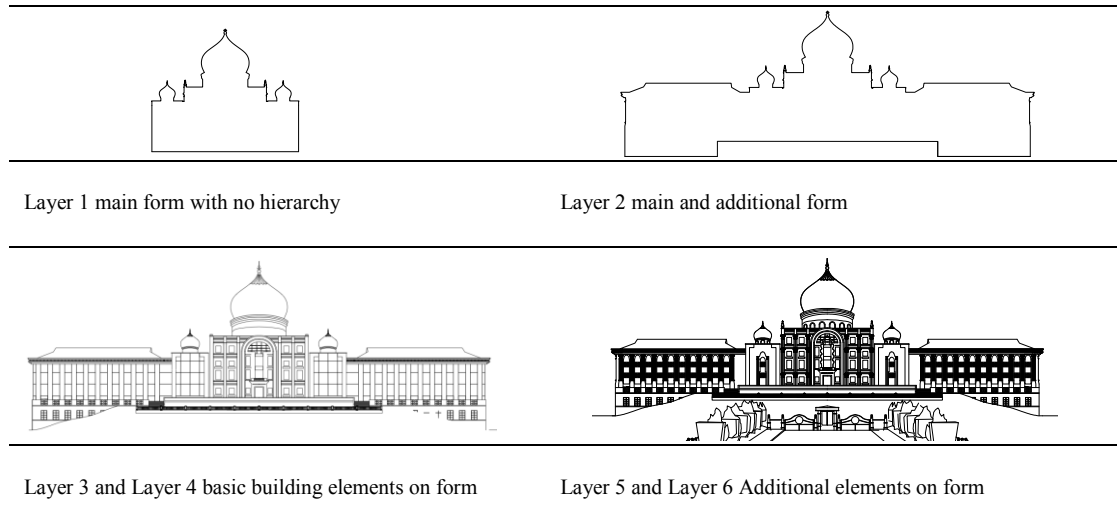 Layer 1 main form with no hierarchy
Layer 2 main and additional form
Layer 3 and Layer 4 basic building elements on form
Layer 5 and Layer 6 Additional elements on form